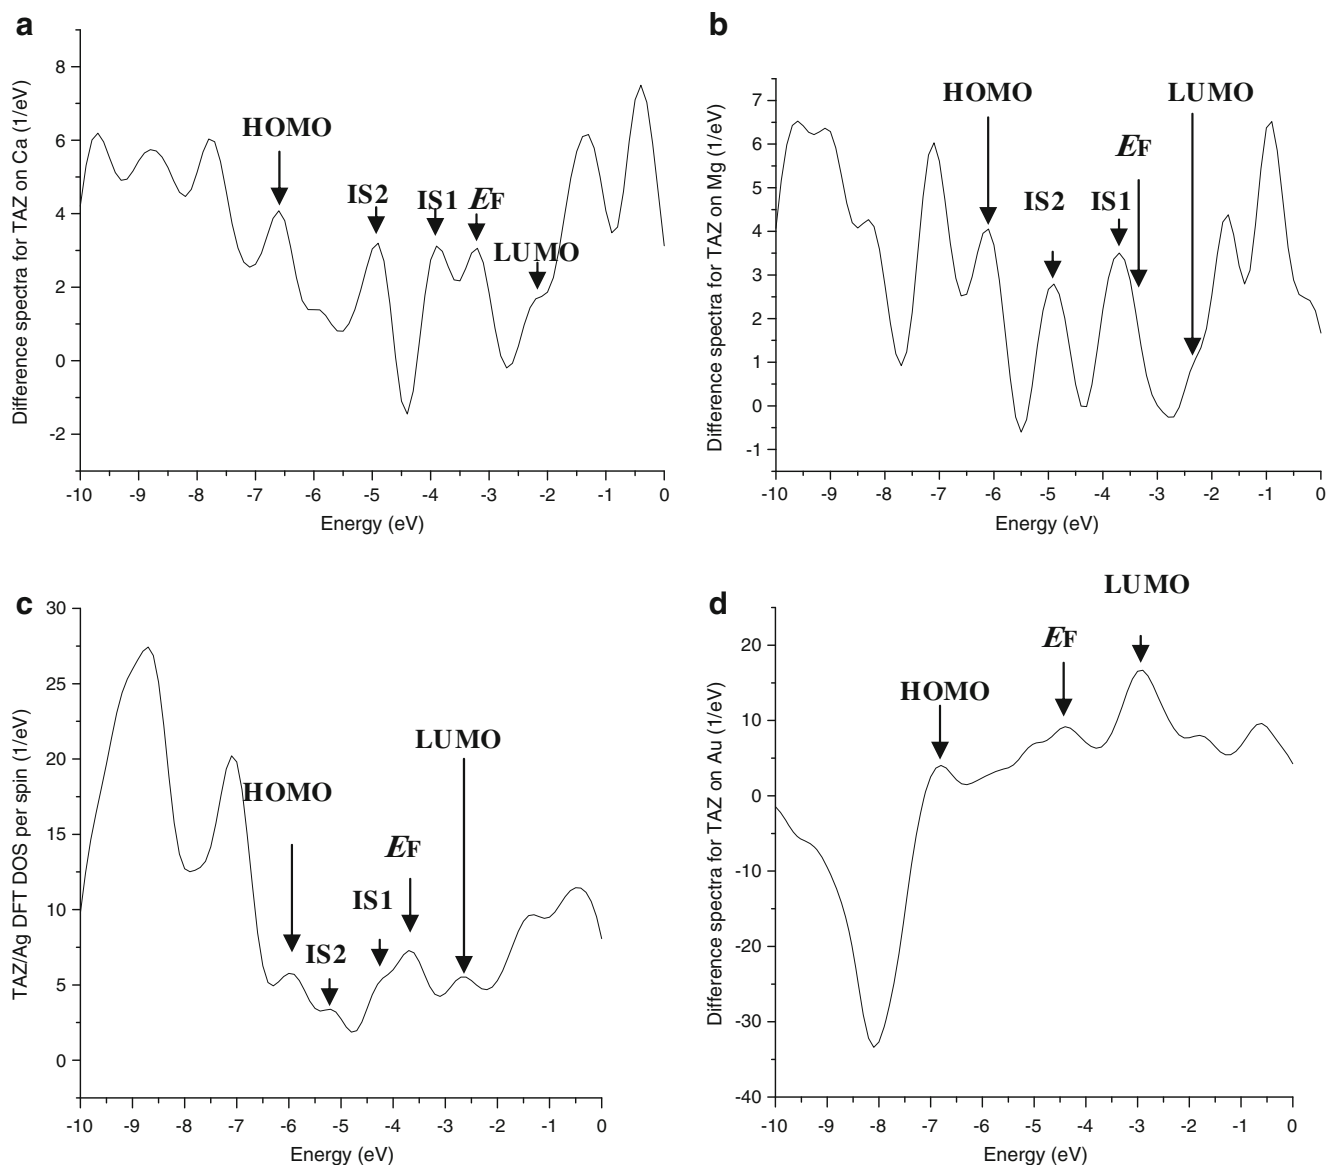 a
Difference spectra for TAZ on Ca (1/eV)
8
6
4
2
0
-2
HOMO
IS2
IS1
EF
LUMO
-10 -9 -8 -7 -6 -5 -4 -3 -2 -1 0
Energy (eV)
b
Difference spectra for TAZ on Mg (1/eV)
7
6
5
4
3
2
1
0
-1
HOMO
LUMO
EF
IS2
IS1
-10 -9 -8 -7 -6 -5 -4 -3 -2 -1 0
Energy (eV)
c
TAZ/Ag DFT DOS per spin (1/eV)
30
25
20
15
10
5
0
LUMO
HOMO
EF
IS1
IS2
-10 -9 -8 -7 -6 -5 -4 -3 -2 -1 0
Energy (eV)
d
Difference spectra for TAZ on Au (1/eV)
20
10
0
-10
-20
-30
-40
LUMO
EF
HOMO
-10 -9 -8 -7 -6 -5 -4 -3 -2 -1 0
Energy (eV)